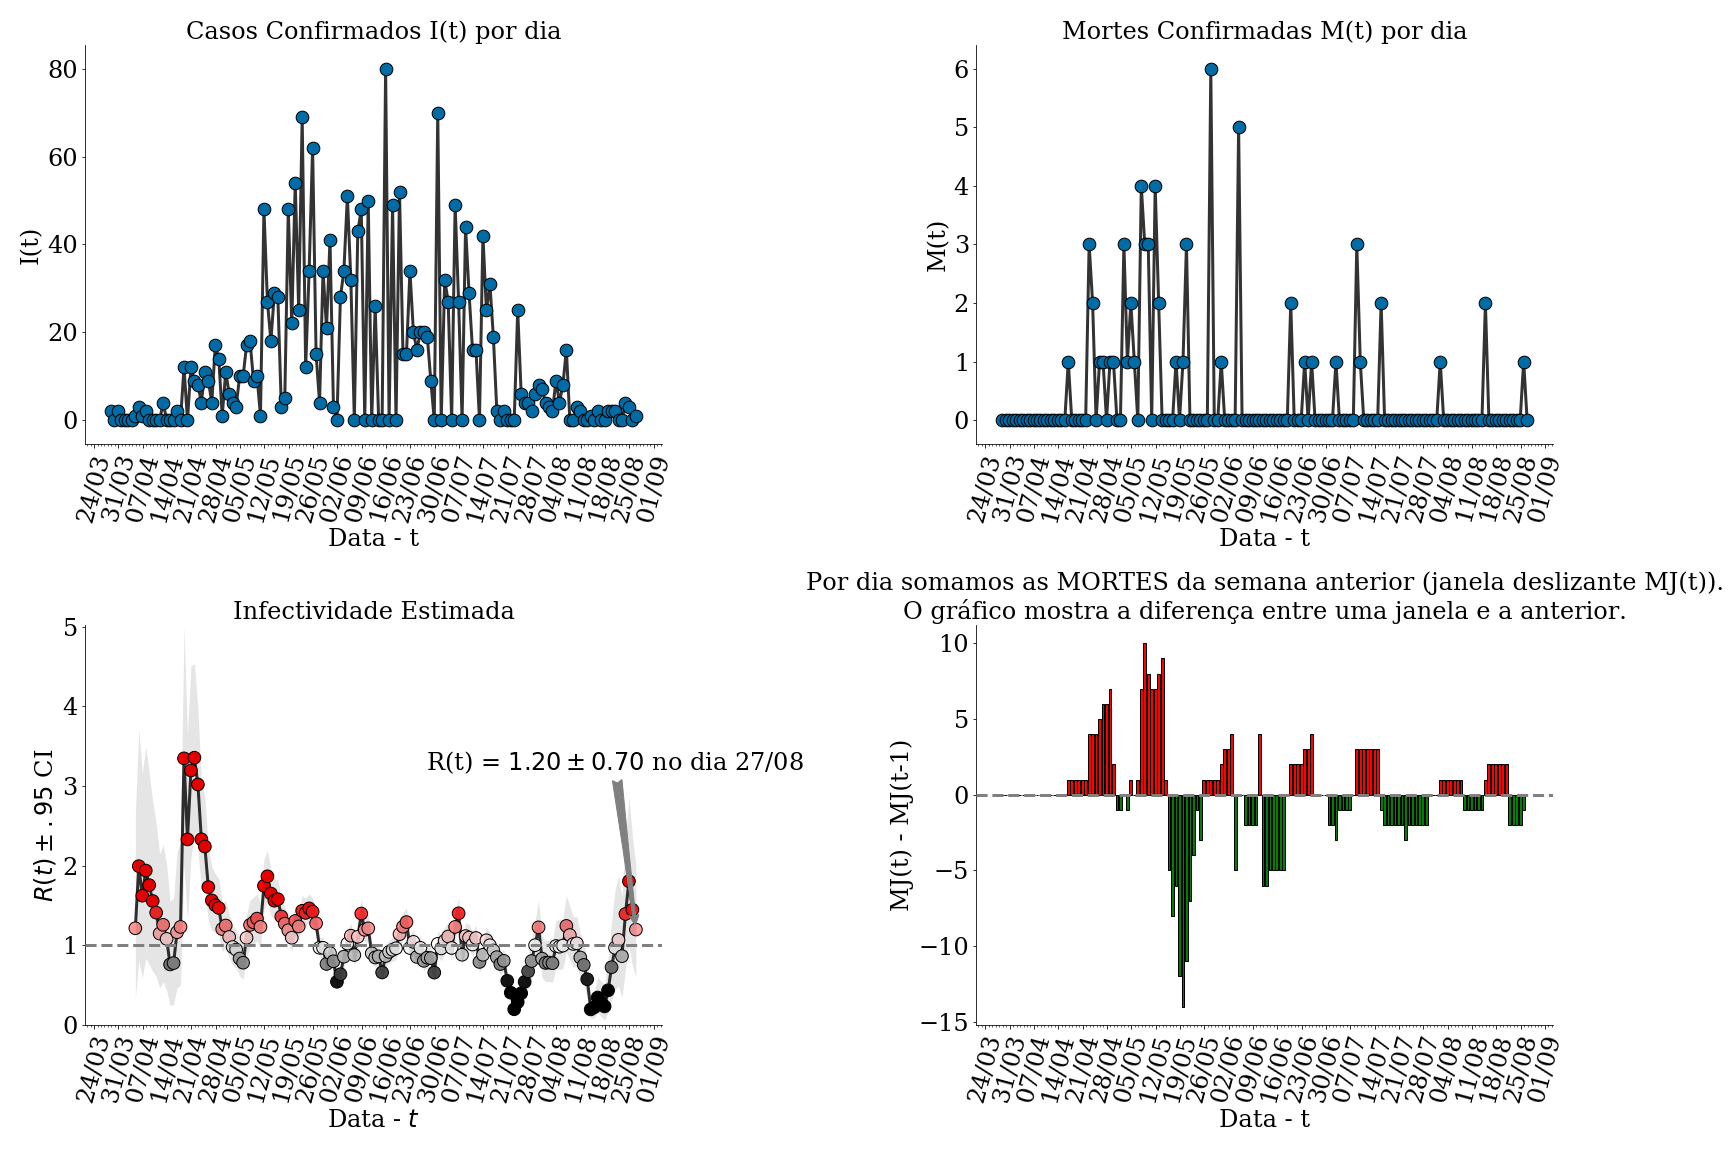 Casos Confirmados I(t) por dia
I(t)
80
60
40
20
0
24/03 31/03 07/04 14/04 21/04 28/04 05/05 12/05 19/05 26/05 02/06 09/06 16/06 23/06 30/06 07/07 14/07 21/07 28/07 04/08 11/08 18/08 25/08 01/09
Data - t
Mortes Confirmadas M(t) por dia
M(t)
6
5
4
3
2
1
0
24/03 31/03 07/04 14/04 21/04 28/04 05/05 12/05 19/05 26/05 02/06 09/06 16/06 23/06 30/06 07/07 14/07 21/07 28/07 04/08 11/08 18/08 25/08 01/09
Data - t
Infectividade Estimada
R(t) ± .95 CI
5
4
3
2
1
0
R(t) = 1.20 ± 0.70 no dia 27/08
24/03 31/03 07/04 14/04 21/04 28/04 05/05 12/05 19/05 26/05 02/06 09/06 16/06 23/06 30/06 07/07 14/07 21/07 28/07 04/08 11/08 18/08 25/08 01/09
Data - t
Por dia somamos as MORTES da semana anterior (janela deslizante MJ(t)).
O gráfico mostra a diferença entre uma janela e a anterior.
MJ(t) - MJ(t-1)
10
5
0
−5
−10
−15
24/03 31/03 07/04 14/04 21/04 28/04 05/05 12/05 19/05 26/05 02/06 09/06 16/06 23/06 30/06 07/07 14/07 21/07 28/07 04/08 11/08 18/08 25/08 01/09
Data - t